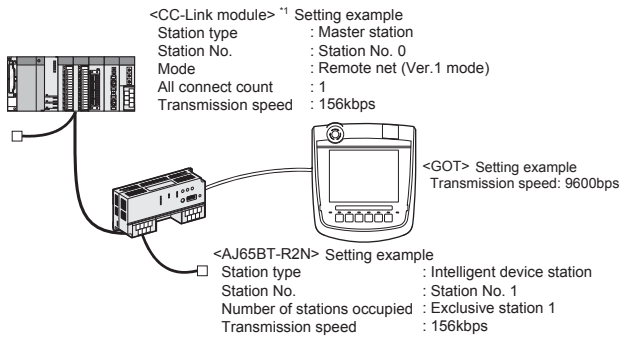 <CC-Link module> *1 Setting example
Station type : Master station
Station No. : Station No. 0
Mode : Remote net (Ver.1 mode)
All connect count : 1
Transmission speed : 156kbps
<GOT> Setting example
Transmission speed: 9600bps
<AJ65BT-R2N> Setting example
Station type : Intelligent device station
Station No. : Station No. 1
Number of stations occupied : Exclusive station 1
Transmission speed : 156kbps